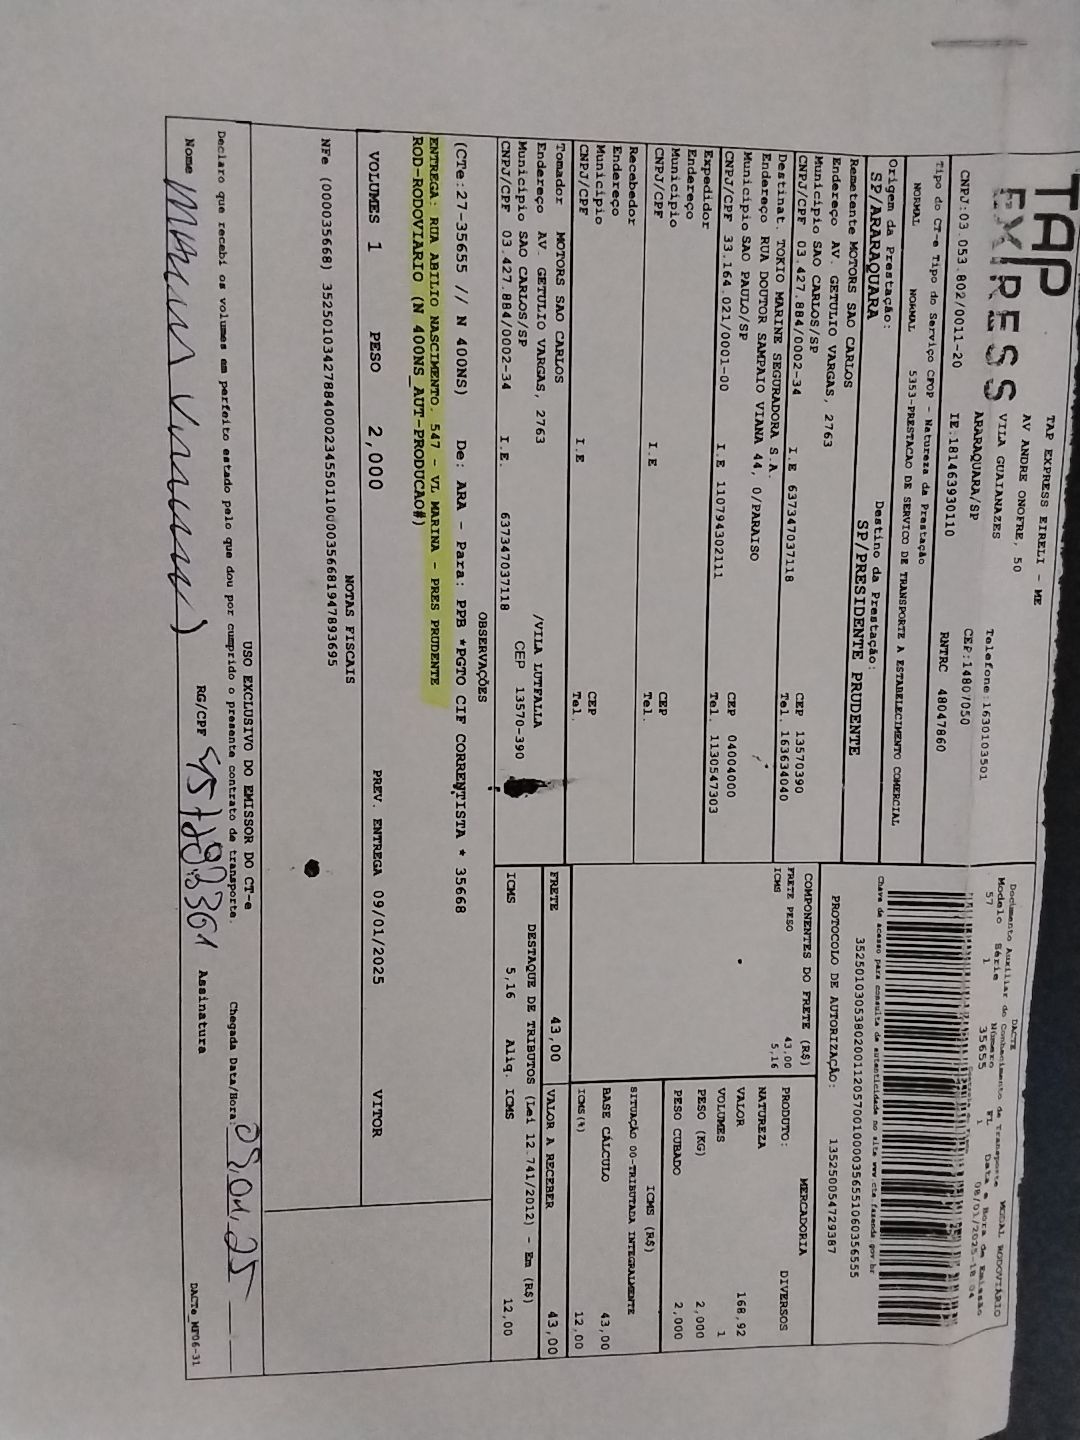 TAP
EXPRESS
TAP EXPRESS EIRELI - ME
AV ANDRE ONOFRE, 50
VILA GUAIANAZES
ARARAQUARA/SP
Telefone:1630103501
CEP:14807050
CNPJ:03.053.802/0011-20
IE:181463930110
RNTRC 48047860
DACTE
Documento Auxiliar do Conhecimento de Transporte MODAL RODOVIÁRIO
Modelo Série Número FL Data e Hora de Emissão
57 1 35655 1 08/01/2025-18:04
Chave de acesso para consulta de autenticidade no site www.cte.fazenda.gov.br
PROTOCOLO DE AUTORIZAÇÃO: 135250054729387
Tipo do CT-e Tipo do Serviço CFOP - Natureza da Prestação
NORMAL NORMAL 5353-PRESTACAO DE SERVICO DE TRANSPORTE A ESTABELECIMENTO COMERCIAL
Origem da Prestação: Destino da Prestação:
SP/ARARAQUARA SP/PRESIDENTE PRUDENTE
Remetente MOTORS SAO CARLOS
Endereço AV. GETULIO VARGAS, 2763
Municipio SAO CARLOS/SP CEP 13570390
CNPJ/CPF 03.427.884/0002-34 I.E 637347037118 Tel. 163634040
Destinat. TOKIO MARINE SEGURADORA S.A.
Endereço RUA DOUTOR SAMPAIO VIANA 44, 0/PARAISO
Municipio SAO PAULO/SP CEP 04004000
CNPJ/CPF 33.164.021/0001-00 I.E 110794302111 Tel. 1130547303
Expedidor
Endereço
Municipio CEP
CNPJ/CPF I.E Tel.
Recebedor
Endereço
Municipio CEP
CNPJ/CPF I.E Tel.
Tomador MOTORS SAO CARLOS
Endereço AV. GETULIO VARGAS, 2763 /VILA LUTFALLA
Municipio SAO CARLOS/SP CEP 13570-390
CNPJ/CPF 03.427.884/0002-34 I.E. 637347037118
COMPONENTES DO FRETE (R$)
FRETE PESO 43,00
ICMS 5,16
MERCADORIA
PRODUTO: DIVERSOS
NATUREZA
VALOR 168,92
VOLUMES 1
PESO (KG) 2,000
PESO CUBADO 2,000
ICMS (R$)
SITUAÇÃO 00-TRIBUTADA INTEGRALMENTE
BASE CÁLCULO 43,00
ICMS(%) 12,00
FRETE 43,00 VALOR A RECEBER 43,00
DESTAQUE DE TRIBUTOS (Lei 12.741/2012) - Em (R$)
ICMS 5,16 Aliq. ICMS 12,00
OBSERVAÇÕES
(CTe:27-35655 // N 400NS) De: ARA - Para: PPB *PGTO CIF CORRENTISTA * 35668
ENTREGA: RUA ABILIO NASCIMENTO, 547 - VL MARINA - PRES PRUDENTE
ROD-RODOVIARIO (N 400NS_AUT-PRODUCAO#)
VOLUMES 1 PESO 2,000 PREV. ENTREGA 09/01/2025 VITOR
NOTAS FISCAIS
USO EXCLUSIVO DO EMISSOR DO CT-e
Declaro que recebi os volumes em perfeito estado pelo que dou por cumprido o presente contrato de transporte.
Chegada Data/Hora:
Nome RG/CPF Assinatura
DACTe_MF06-31